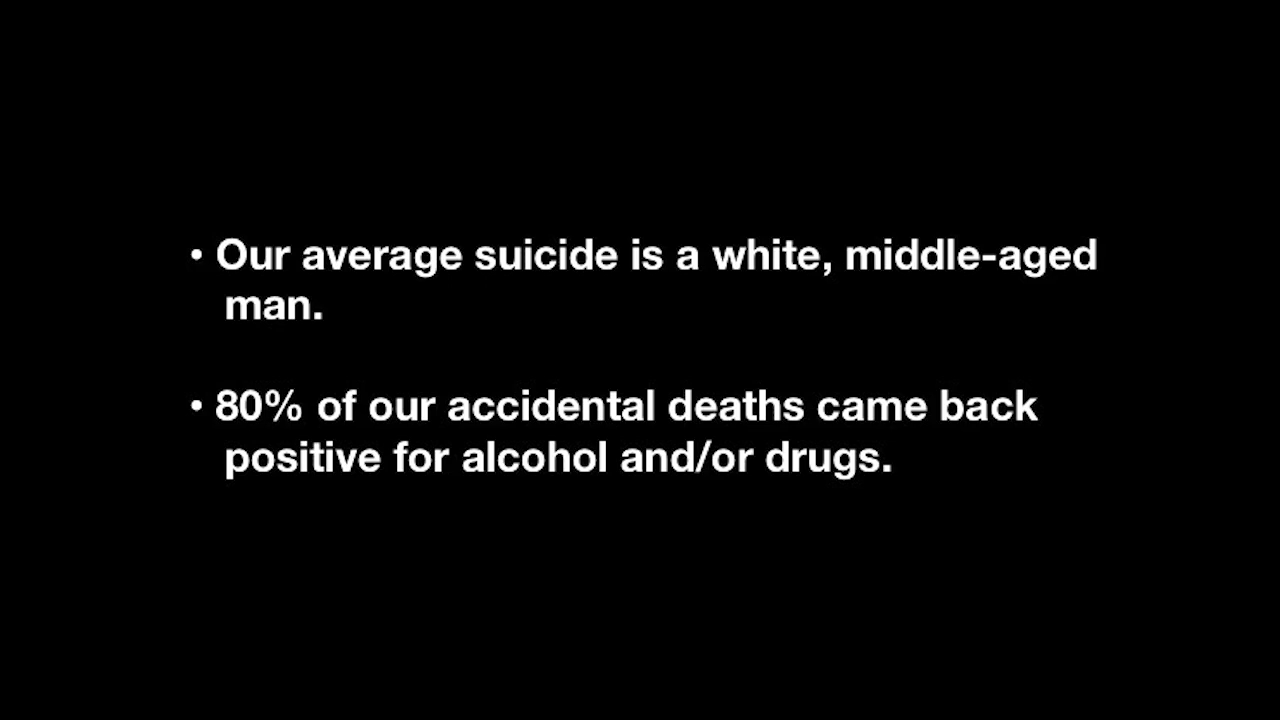 • Our average suicide is a white, middle-aged
man.
• 80% of our accidental deaths came back
positive for alcohol and/or drugs.